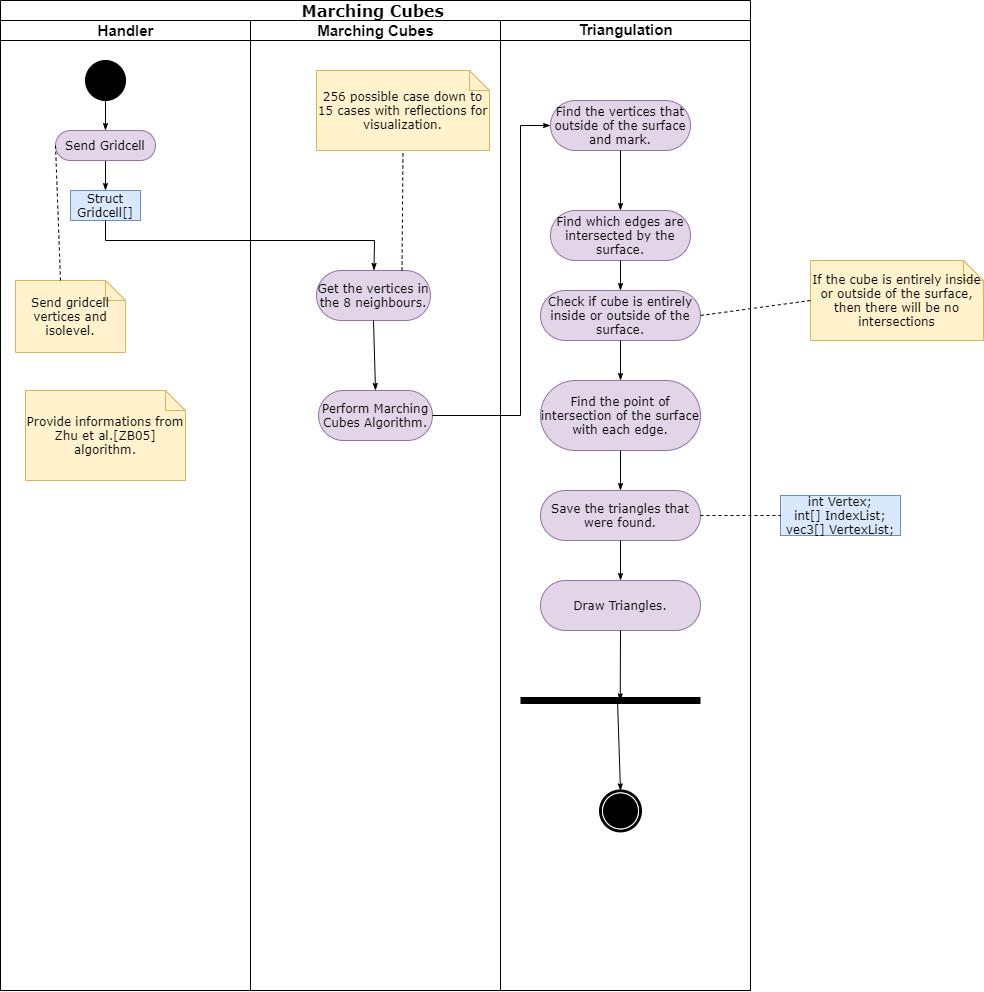 Marching Cubes
Handler
Marching Cubes
Triangulation
Send Gridcell
Struct
Gridcell[]
Send gridcell
vertices and
isolevel.
Provide informations from
Zhu et al.[ZB05]
algorithm.
256 possible case down to
15 cases with reflections for
visualization.
Get the vertices in
the 8 neighbours.
Perform Marching
Cubes Algorithm.
Find the vertices that
outside of the surface
and mark.
Find which edges are
intersected by the
surface.
Check if cube is entirely
inside or outside of the
surface.
If the cube is entirely inside
or outside of the surface,
then there will be no
intersections
Find the point of
intersection of the surface
with each edge.
Save the triangles that
were found.
int Vertex;
int[] IndexList;
vec3[] VertexList;
Draw Triangles.